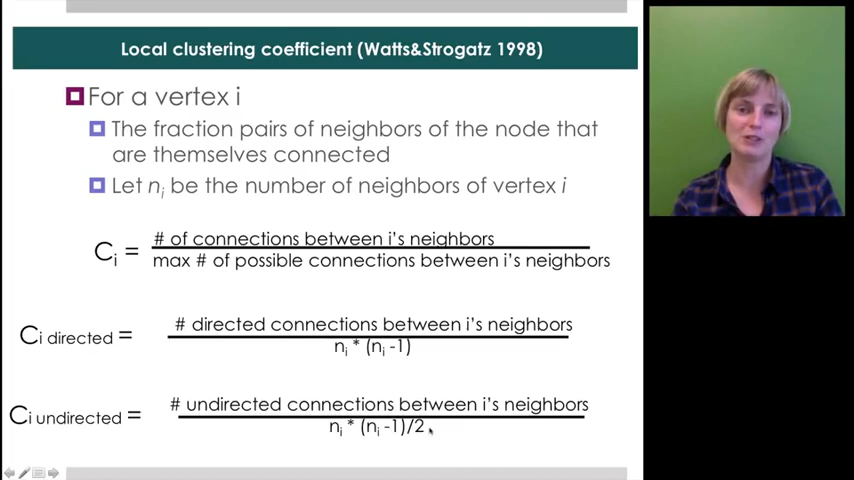 Local clustering coefficient (Watts&Strogatz 1998)
For a vertex i
The fraction pairs of neighbors of the node that
are themselves connected
Let nᵢ be the number of neighbors of vertex i
Cᵢ = # of connections between i's neighbors
max # of possible connections between i's neighbors
Cᵢ directed = # directed connections between i's neighbors
nᵢ * (nᵢ -1)
Cᵢ undirected = # undirected connections between i's neighbors
nᵢ * (nᵢ -1)/2